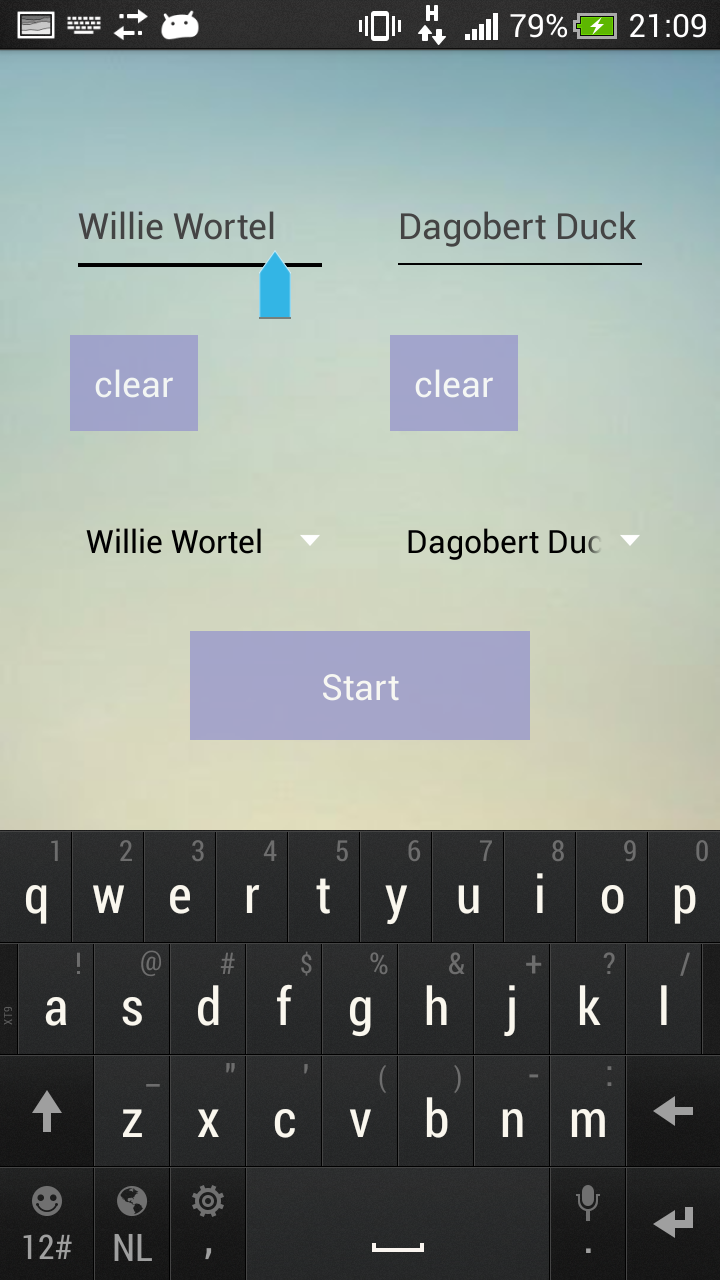 H 79% 21:09
Willie Wortel Dagobert Duck
clear clear
Willie Wortel Dagobert Duc
Start
1 2 3 4 5 6 7 8 9 0
q w e r t y u i o p
! @ # $ % & + ? /
XT9 a s d f g h j k l
_ " ' ( ) - :
z x c v b n m
12# NL , .